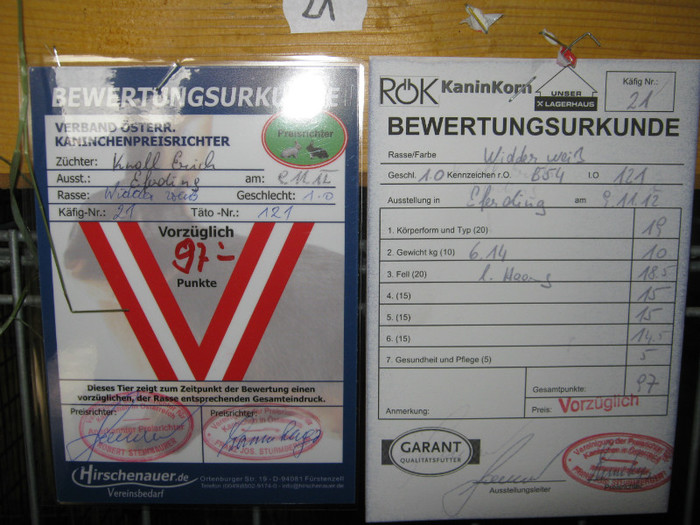 21
BEWERTUNGSURKUNDE
VERBAND ÖSTERR.
KANINCHENPREISRICHTER
Preisrichter
Züchter: Knoll Erich
Ausst.: Eferding am: 9.11.12
Rasse: Widder weiß Geschlecht: 1.0
Käfig-Nr.: 21 Täto -Nr.: 121
Vorzüglich
97.-
Punkte
Dieses Tier zeigt zum Zeitpunkt der Bewertung einen
vorzüglichen, der Rasse entsprechenden Gesamteindruck.
Preisrichter: Preisrichter:
Hirschenauer.de
Vereinsbedarf
Ortenburger Str. 19 - D-94081 Fürstenzell
RÖK KaninKorn UNSER X LAGERHAUS
Käfig Nr.: 21
BEWERTUNGSURKUNDE
Rasse/Farbe Widder weiß
Geschl. 1.0 Kennzeichen r.O. B54 l.O 121
Ausstellung in Eferding am 9.11.12
1. Körperform und Typ (20) 19
2. Gewicht kg (10) 6.14 10
3. Fell (20) 18.5
4. (15) 15
5. (15) 15
6. (15) 14.5
7. Gesundheit und Pflege (5) 5
Gesamtpunkte: 97
Anmerkung: Preis: Vorzüglich
GARANT
QUALITÄTSFUTTER
Ausstellungsleiter